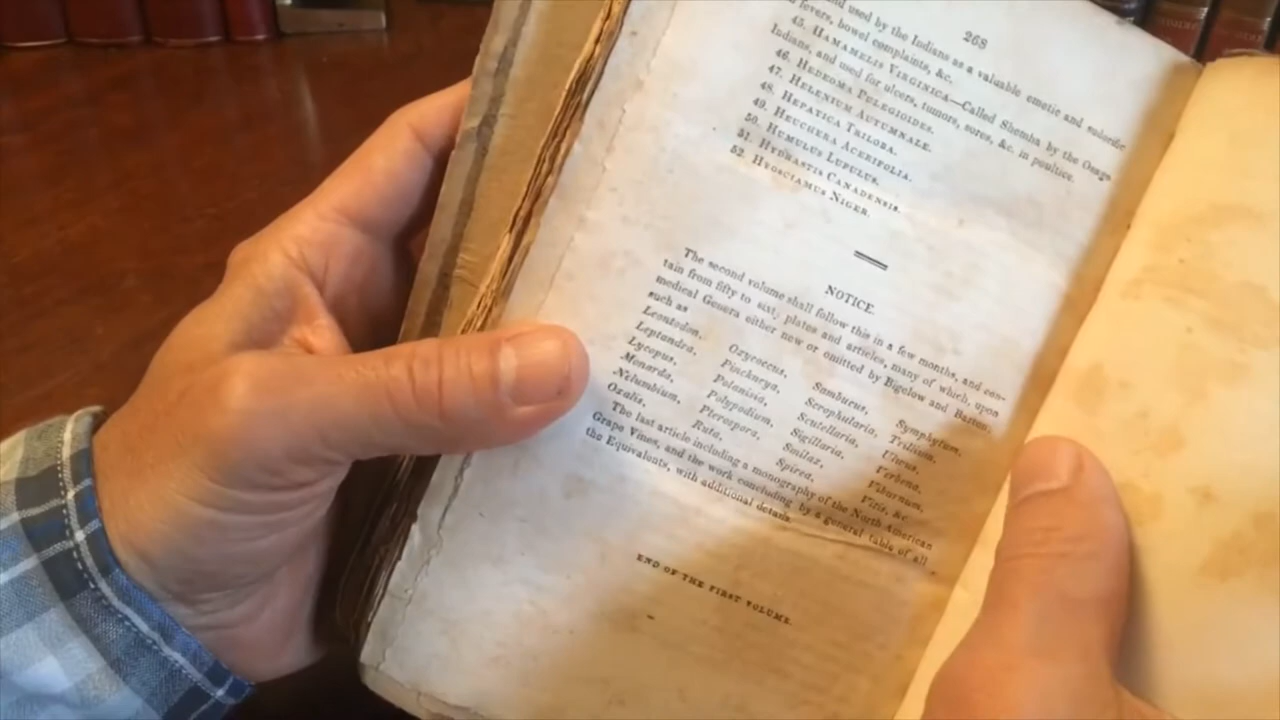 268
and used by the Indians as a valuable emetic and sudorific
fevers, bowel complaints, &c.
45. HAMAMELIS VIRGINICA—Called Shemba by the Osage
Indians, and used for ulcers, tumors, sores, &c. in poultice.
46. HEDEOMA PULEGIOIDES.
47. HELENIUM AUTUMNALE.
48. HEPATICA TRILOBA.
49. HEUCHERA ACERIFOLIA.
50. HUMULUS LUPULUS.
51. HYDRASTIS CANADENSIS.
52. HYOSCIAMUS NIGER.
NOTICE.
The second volume shall follow this in a few months, and con-
tain from fifty to sixty plates and articles, many of which, upon
medical Genera either new or omitted by Bigelow and Barton,
such as
Leontodon, Oxycoccus, Sambucus, Symphytum,
Leptandra, Pinckneya, Scrophularia, Trilium,
Lycopus, Polanisia, Scutellaria,
Monarda, Polypodium, Sigillaria, Verbena,
Nelumbium, Pterospora, Smilax, Viburnum,
Oxalis, Ruta, Spirea, Vitis, &c
The last article including a monography of the North American
Grape Vines, and the work concluding by a general table of all
the Equivalents, with additional details.
END OF THE FIRST VOLUME.